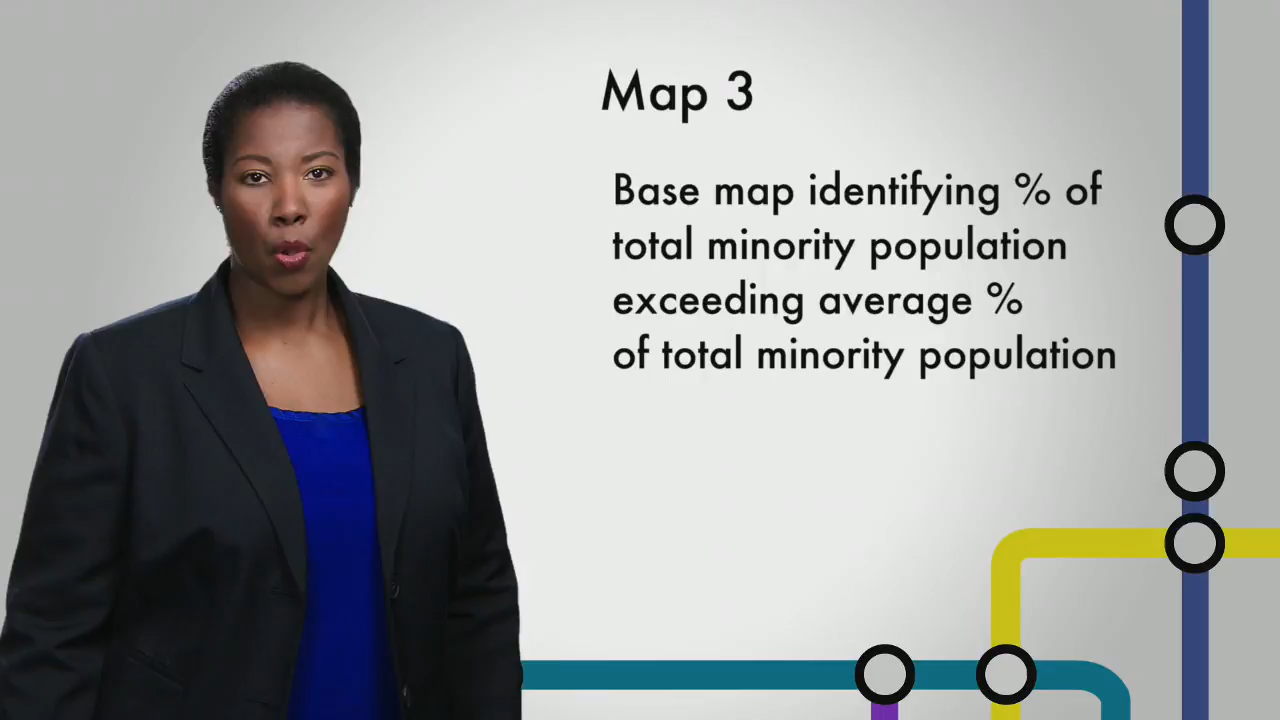 Map 3
Base map identifying % of
total minority population
exceeding average %
of total minority population